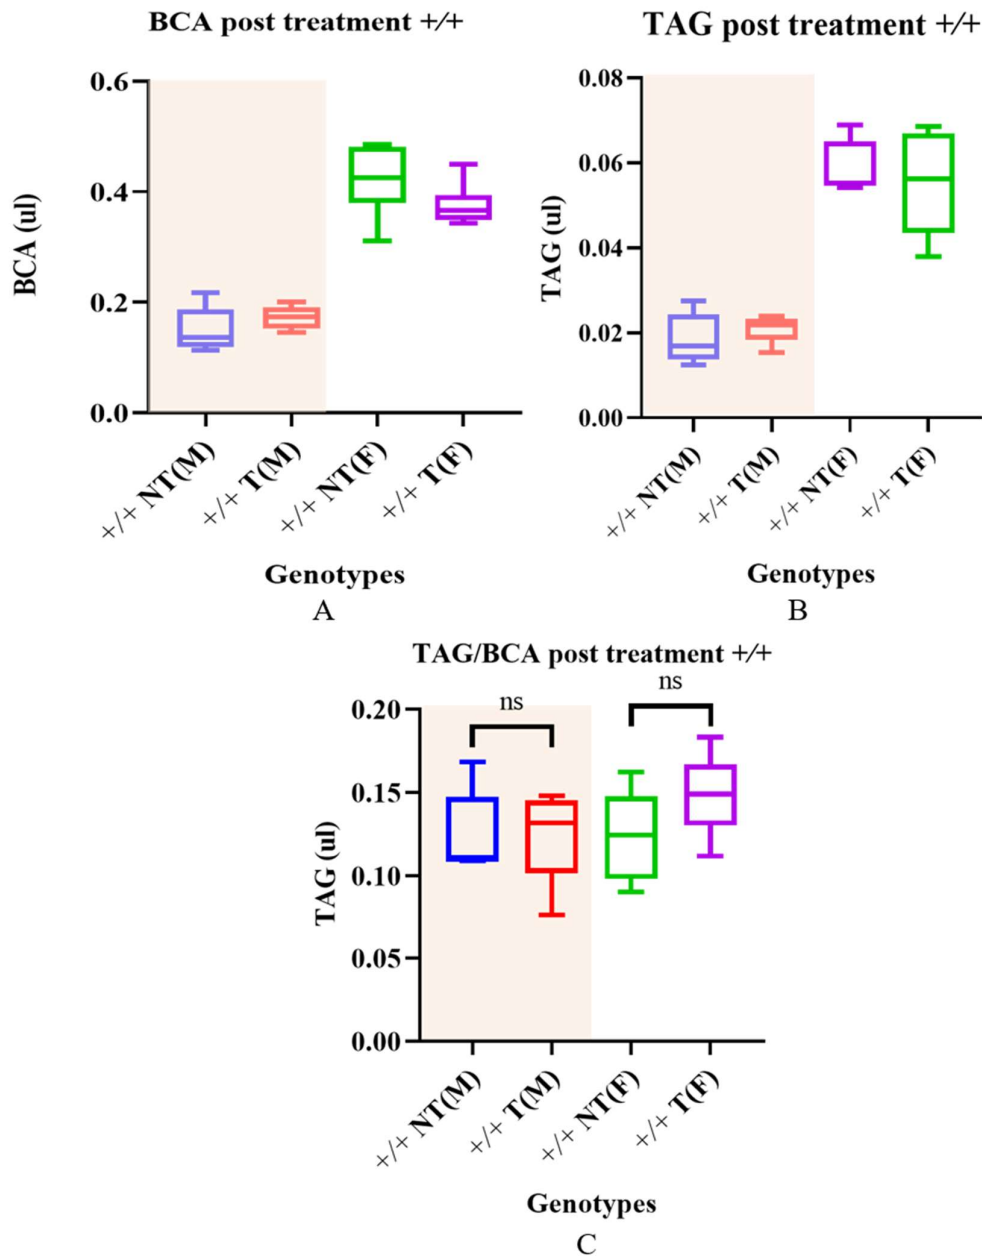 BCA post treatment +/+
BCA (ul)
0.6
0.4
0.2
0.0
+/+ NT(M)
+/+ T(M)
+/+ NT(F)
+/+ T(F)
Genotypes
A
TAG post treatment +/+
TAG (ul)
0.08
0.06
0.04
0.02
0.00
+/+ NT(M)
+/+ T(M)
+/+ NT(F)
+/+ T(F)
Genotypes
B
TAG/BCA post treatment +/+
TAG (ul)
0.20
0.15
0.10
0.05
0.00
ns
ns
+/+ NT(M)
+/+ T(M)
+/+ NT(F)
+/+ T(F)
Genotypes
C